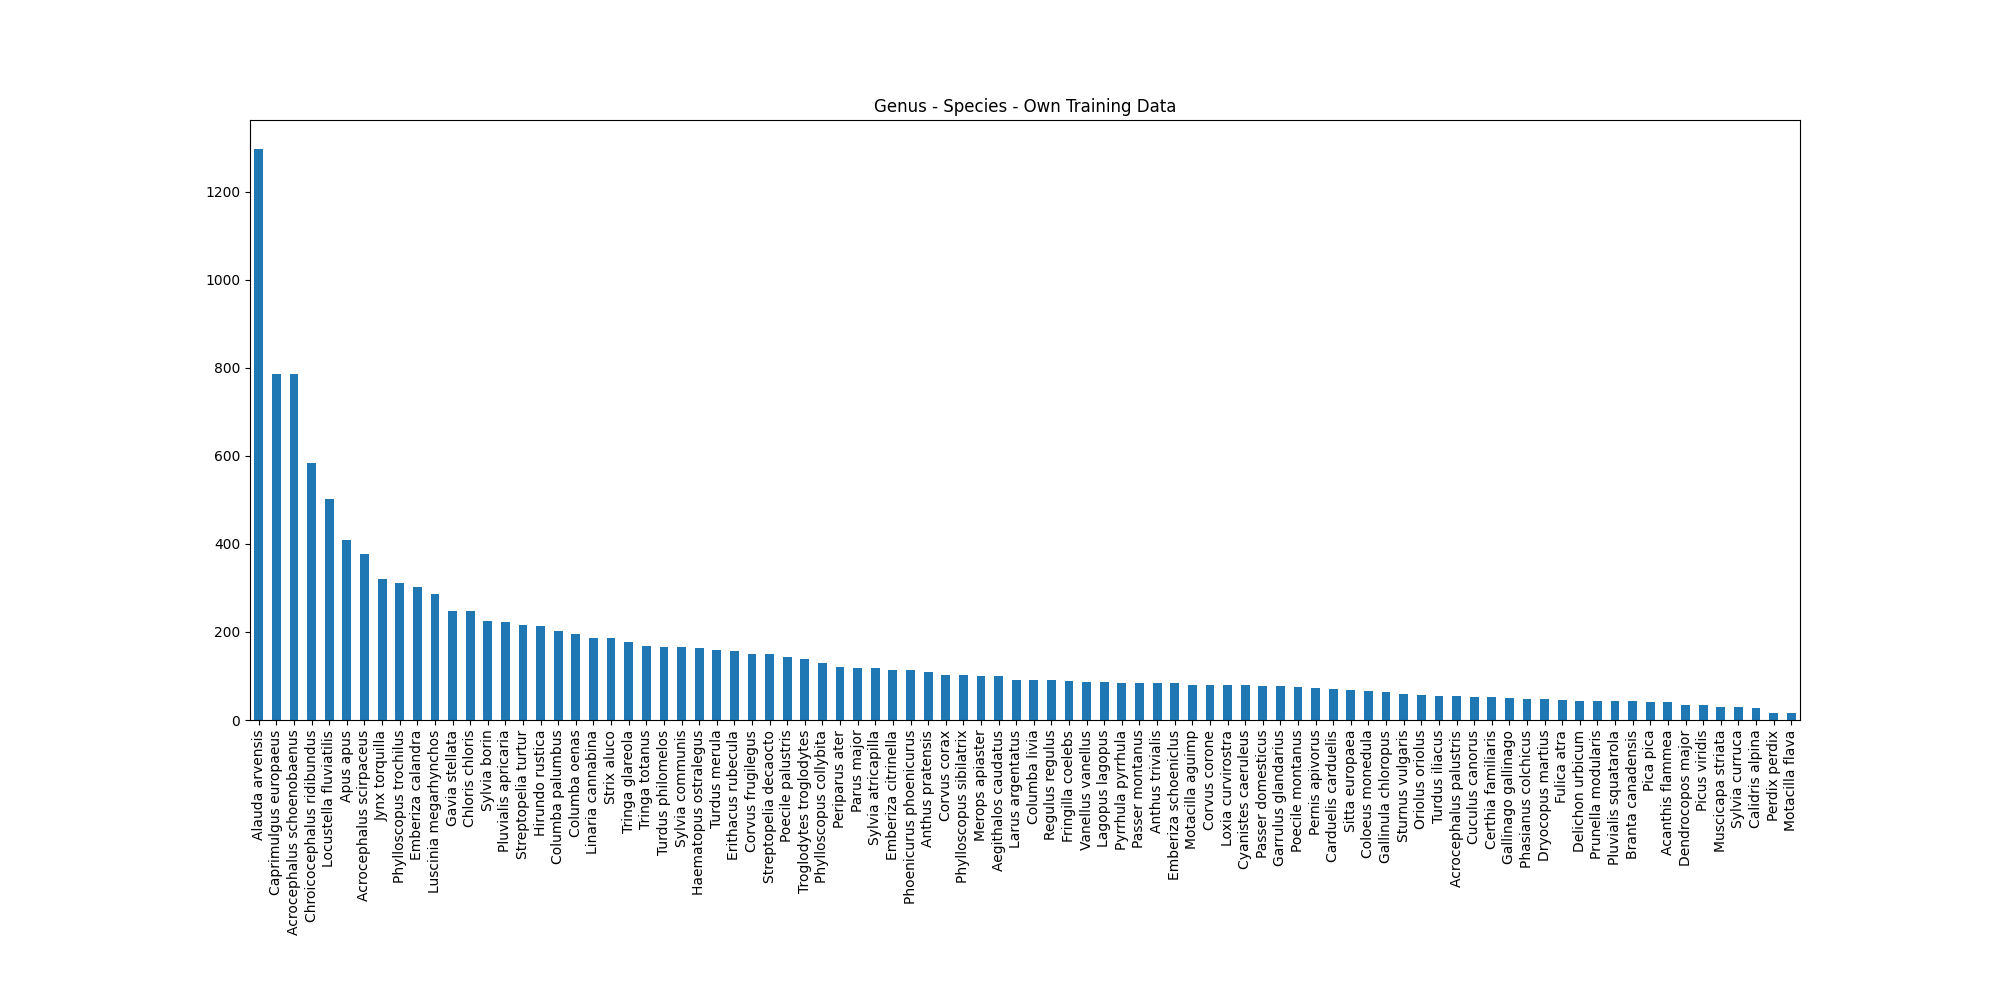 Genus - Species - Own Training Data
1200
1000
800
600
400
200
0
Alauda arvensis
Caprimulgus europaeus
Acrocephalus schoenobaenus
Chroicocephalus ridibundus
Locustella fluviatilis
Apus apus
Acrocephalus scirpaceus
Jynx torquilla
Phylloscopus trochilus
Emberiza calandra
Luscinia megarhynchos
Gavia stellata
Chloris chloris
Sylvia borin
Pluvialis apricaria
Streptopelia turtur
Hirundo rustica
Columba palumbus
Columba oenas
Linaria cannabina
Strix aluco
Tringa glareola
Tringa totanus
Turdus philomelos
Sylvia communis
Haematopus ostralegus
Turdus merula
Erithacus rubecula
Corvus frugilegus
Streptopelia decaocto
Poecile palustris
Troglodytes troglodytes
Phylloscopus collybita
Periparus ater
Parus major
Sylvia atricapilla
Emberiza citrinella
Phoenicurus phoenicurus
Anthus pratensis
Corvus corax
Phylloscopus sibilatrix
Merops apiaster
Aegithalos caudatus
Larus argentatus
Columba livia
Regulus regulus
Fringilla coelebs
Vanellus vanellus
Lagopus lagopus
Pyrrhula pyrrhula
Passer montanus
Anthus trivialis
Emberiza schoeniclus
Motacilla aguimp
Corvus corone
Loxia curvirostra
Cyanistes caeruleus
Passer domesticus
Garrulus glandarius
Poecile montanus
Pernis apivorus
Carduelis carduelis
Sitta europaea
Coloeus monedula
Gallinula chloropus
Sturnus vulgaris
Oriolus oriolus
Turdus iliacus
Acrocephalus palustris
Cuculus canorus
Certhia familiaris
Gallinago gallinago
Phasianus colchicus
Dryocopus martius
Fulica atra
Delichon urbicum
Prunella modularis
Pluvialis squatarola
Branta canadensis
Pica pica
Acanthis flammea
Dendrocopos major
Picus viridis
Muscicapa striata
Sylvia curruca
Calidris alpina
Perdix perdix
Motacilla flava